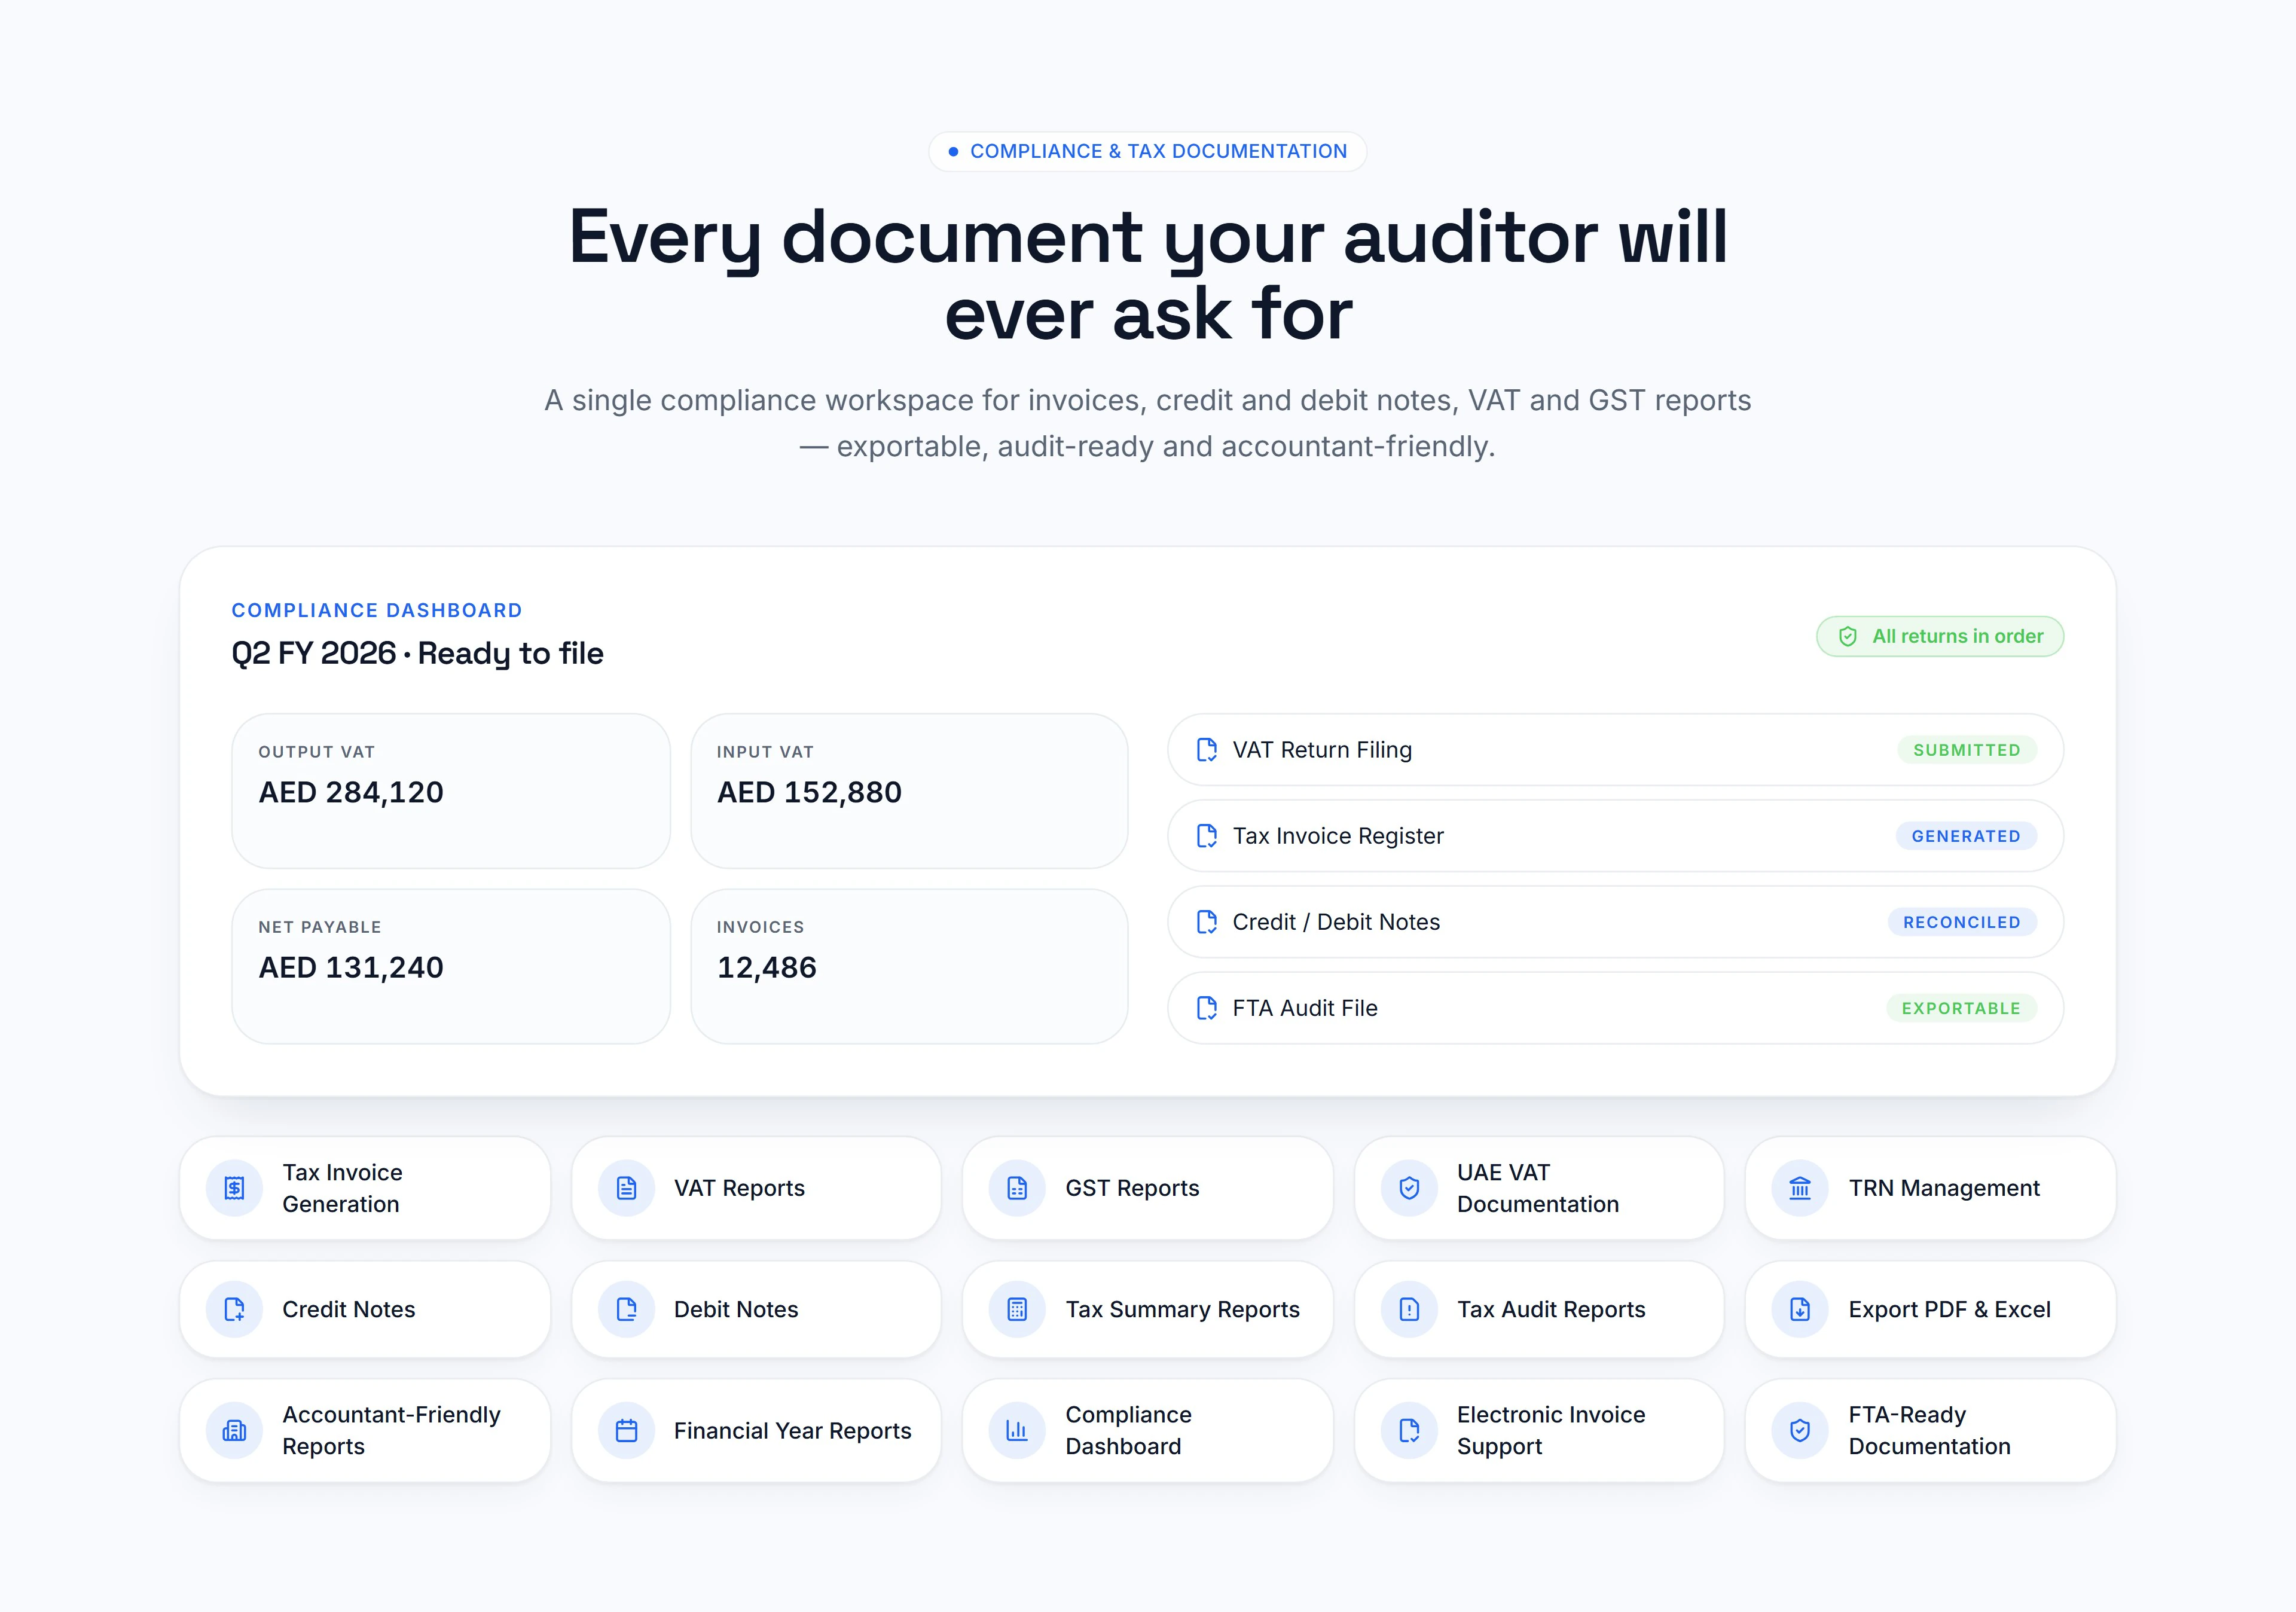 COMPLIANCE & TAX DOCUMENTATION
Every document your auditor will
ever ask for
A single compliance workspace for invoices, credit and debit notes, VAT and GST reports
— exportable, audit-ready and accountant-friendly.
COMPLIANCE DASHBOARD
Q2 FY 2026 · Ready to file
All returns in order
OUTPUT VAT
AED 284,120
INPUT VAT
AED 152,880
NET PAYABLE
AED 131,240
INVOICES
12,486
VAT Return Filing
SUBMITTED
Tax Invoice Register
GENERATED
Credit / Debit Notes
RECONCILED
FTA Audit File
EXPORTABLE
Tax Invoice
Generation
VAT Reports
GST Reports
UAE VAT
Documentation
TRN Management
Credit Notes
Debit Notes
Tax Summary Reports
Tax Audit Reports
Export PDF & Excel
Accountant-Friendly
Reports
Financial Year Reports
Compliance
Dashboard
Electronic Invoice
Support
FTA-Ready
Documentation